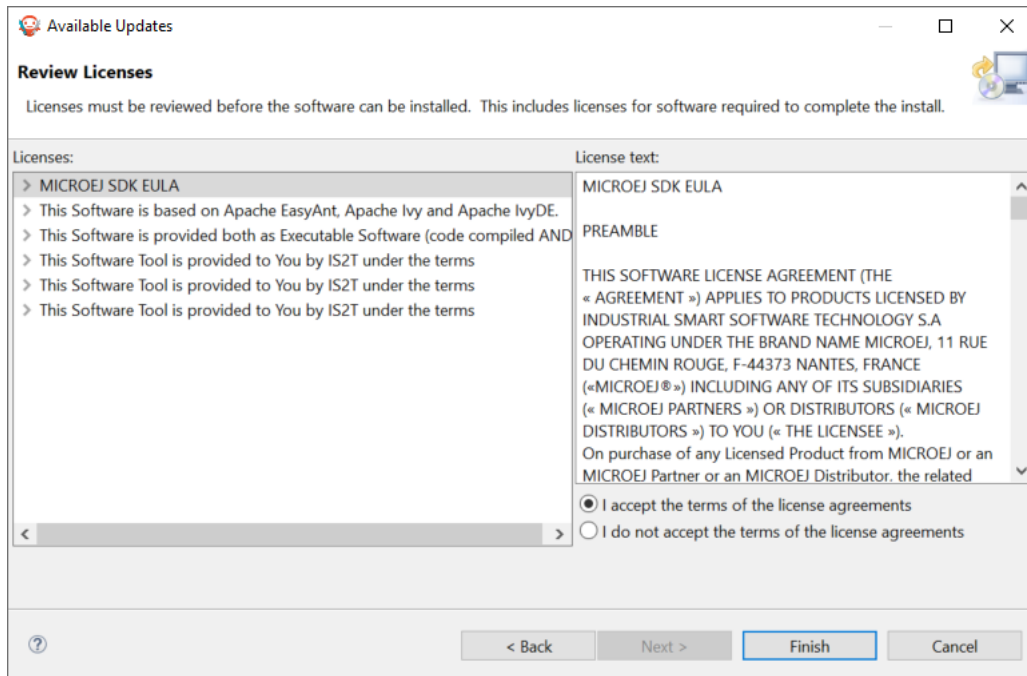 Available Updates
Review Licenses
Licenses must be reviewed before the software can be installed. This includes licenses for software required to complete the install.
Licenses:
MICROEJ SDK EULA
This Software is based on Apache EasyAnt, Apache Ivy and Apache IvyDE.
This Software is provided both as Executable Software (code compiled AND
This Software Tool is provided to You by IS2T under the terms
This Software Tool is provided to You by IS2T under the terms
This Software Tool is provided to You by IS2T under the terms
License text:
MICROEJ SDK EULA
PREAMBLE
THIS SOFTWARE LICENSE AGREEMENT (THE
« AGREEMENT ») APPLIES TO PRODUCTS LICENSED BY
INDUSTRIAL SMART SOFTWARE TECHNOLOGY S.A
OPERATING UNDER THE BRAND NAME MICROEJ, 11 RUE
DU CHEMIN ROUGE, F-44373 NANTES, FRANCE
(«MICROEJ®») INCLUDING ANY OF ITS SUBSIDIARIES
(« MICROEJ PARTNERS ») OR DISTRIBUTORS (« MICROEJ
DISTRIBUTORS ») TO YOU (« THE LICENSEE »).
On purchase of any Licensed Product from MICROEJ or an
MICROEJ Partner or an MICROEJ Distributor, the related
I accept the terms of the license agreements
I do not accept the terms of the license agreements
?
< Back
Next >
Finish
Cancel